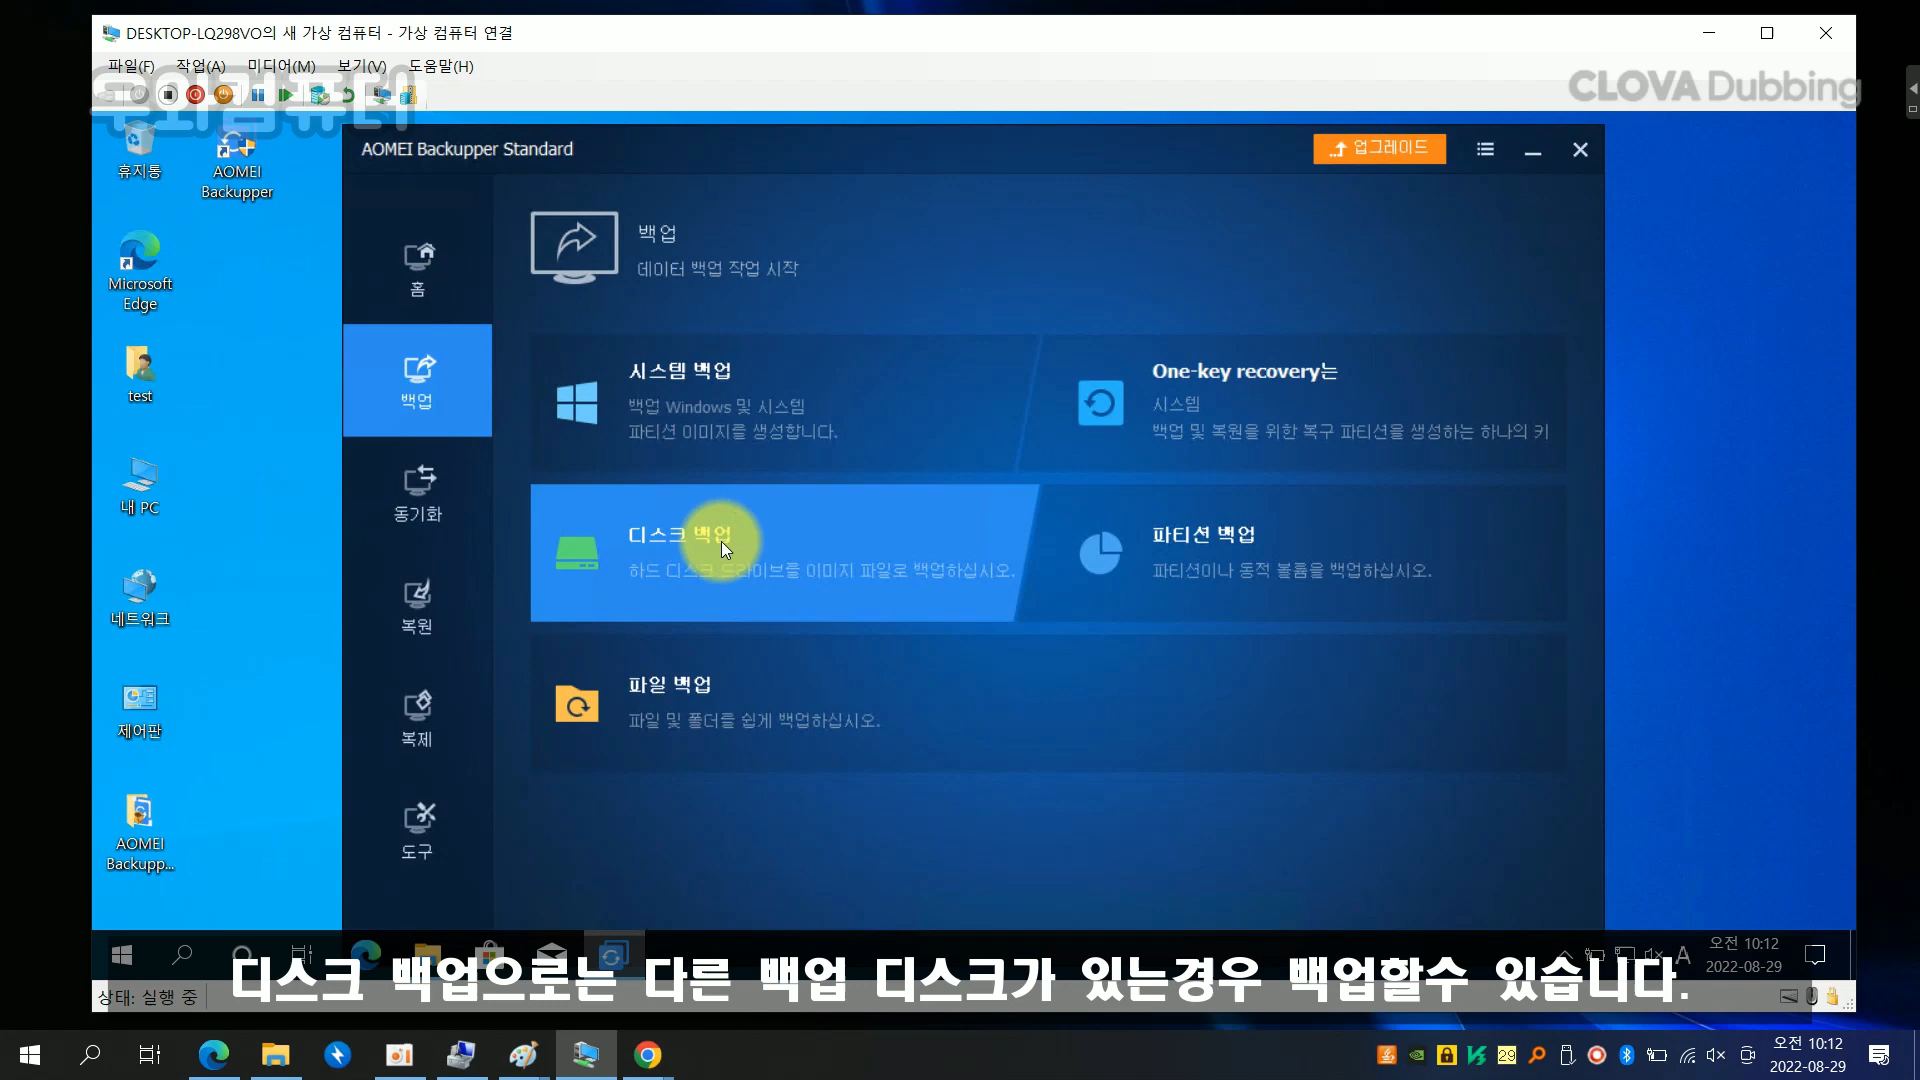 DESKTOP-LQ298VO의 새 가상 컴퓨터 - 가상 컴퓨터 연결
파일(F) 작업(A) 미디어(M) 보기(V) 도움말(H)
CLOVA Dubbing
휴지통
AOMEI
Backupper
Microsoft
Edge
test
내 PC
네트워크
제어판
AOMEI
Backupp...
AOMEI Backupper Standard
업그레이드
홈
백업
동기화
복원
복제
도구
백업
데이터 백업 작업 시작
시스템 백업
백업 Windows 및 시스템
파티션 이미지를 생성합니다.
One-key recovery는
시스템
백업 및 복원을 위한 복구 파티션을 생성하는 하나의 키
디스크 백업
하드 디스크 드라이브를 이미지 파일로 백업하십시오.
파티션 백업
파티션이나 동적 볼륨을 백업하십시오.
파일 백업
파일 및 폴더를 쉽게 백업하십시오.
A
오전 10:12
2022-08-29
디스크 백업으로는 다른 백업 디스크가 있는경우 백업할수 있습니다.
상태: 실행 중
29
오전 10:12
2022-08-29